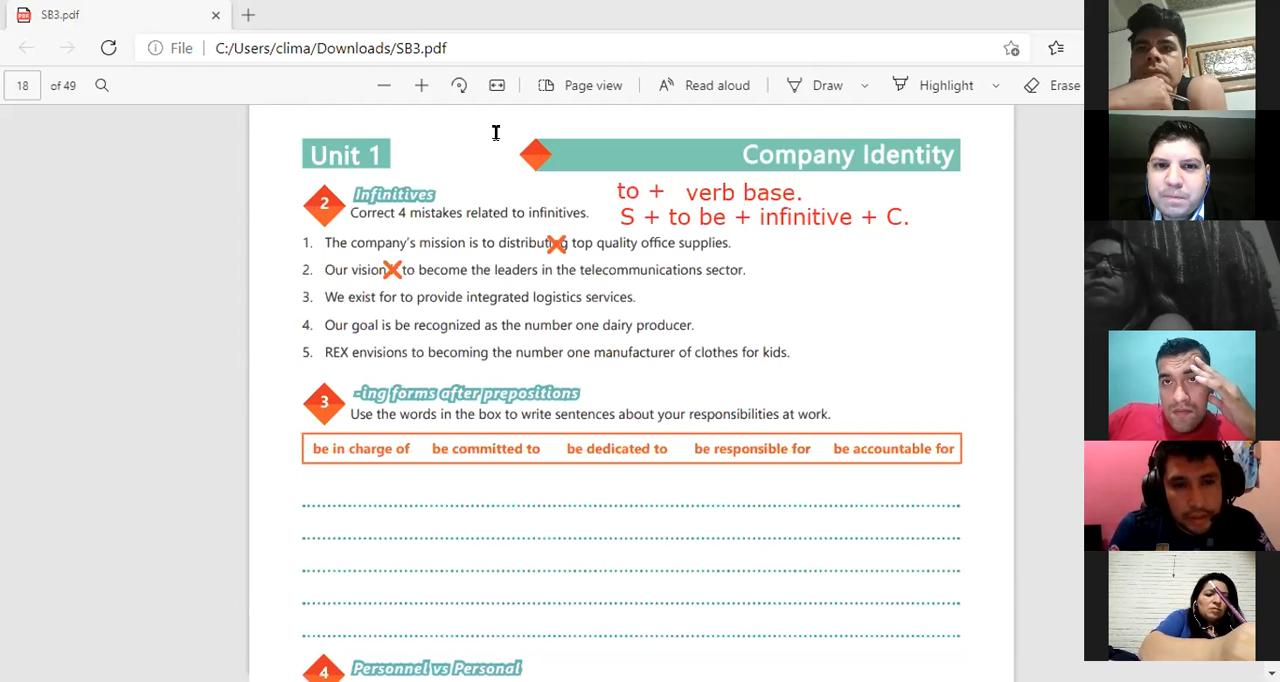 SB3.pdf
File C:/Users/clima/Downloads/SB3.pdf
18 of 49 Page view Read aloud Draw Highlight Erase
Unit 1 Company Identity
2 Infinitives to + verb base.
Correct 4 mistakes related to infinitives. S + to be + infinitive + C.
1. The company's mission is to distributing top quality office supplies.
2. Our vision to become the leaders in the telecommunications sector.
3. We exist for to provide integrated logistics services.
4. Our goal is be recognized as the number one dairy producer.
5. REX envisions to becoming the number one manufacturer of clothes for kids.
3 -ing forms after prepositions
Use the words in the box to write sentences about your responsibilities at work.
be in charge of be committed to be dedicated to be responsible for be accountable for
4 Personnel vs Personal